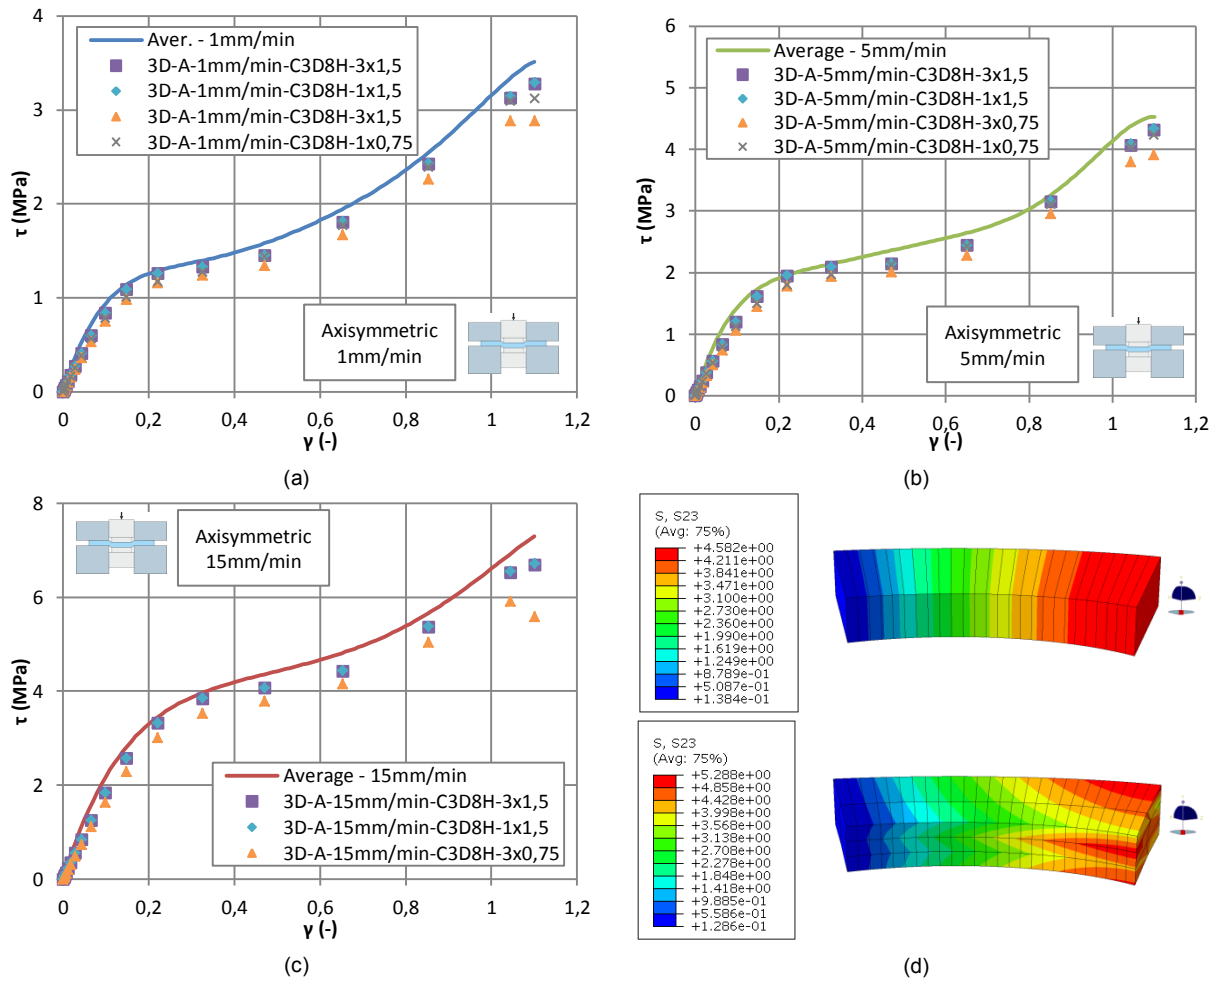 4
3
2
1
0
τ (MPa)
Aver. - 1mm/min
3D-A-1mm/min-C3D8H-3x1,5
3D-A-1mm/min-C3D8H-1x1,5
3D-A-1mm/min-C3D8H-3x1,5
3D-A-1mm/min-C3D8H-1x0,75
Axisymmetric
1mm/min
0 0,2 0,4 0,6 0,8 1 1,2
γ (-)
(a)
6
5
4
3
2
1
0
τ (MPa)
Average - 5mm/min
3D-A-5mm/min-C3D8H-3x1,5
3D-A-5mm/min-C3D8H-1x1,5
3D-A-5mm/min-C3D8H-3x0,75
3D-A-5mm/min-C3D8H-1x0,75
Axisymmetric
5mm/min
0 0,2 0,4 0,6 0,8 1 1,2
γ (-)
(b)
8
6
4
2
0
τ (MPa)
Axisymmetric
15mm/min
Average - 15mm/min
3D-A-15mm/min-C3D8H-3x1,5
3D-A-15mm/min-C3D8H-1x1,5
3D-A-15mm/min-C3D8H-3x0,75
0 0,2 0,4 0,6 0,8 1 1,2
γ (-)
(c)
S, S23
(Avg: 75%)
+4.582e+00
+4.211e+00
+3.841e+00
+3.471e+00
+3.100e+00
+2.730e+00
+2.360e+00
+1.990e+00
+1.619e+00
+1.249e+00
+8.789e-01
+5.087e-01
+1.384e-01
S, S23
(Avg: 75%)
+5.288e+00
+4.858e+00
+4.428e+00
+3.998e+00
+3.568e+00
+3.138e+00
+2.708e+00
+2.278e+00
+1.848e+00
+1.418e+00
+9.885e-01
+5.586e-01
+1.286e-01
(d)